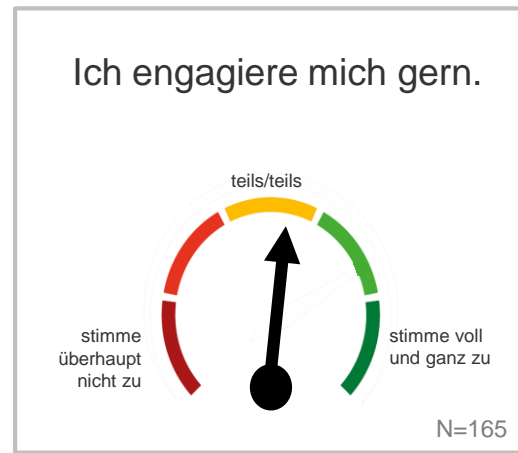 Ich engagiere mich gern.
teils/teils
stimme
überhaupt
nicht zu
stimme voll
und ganz zu
N=165